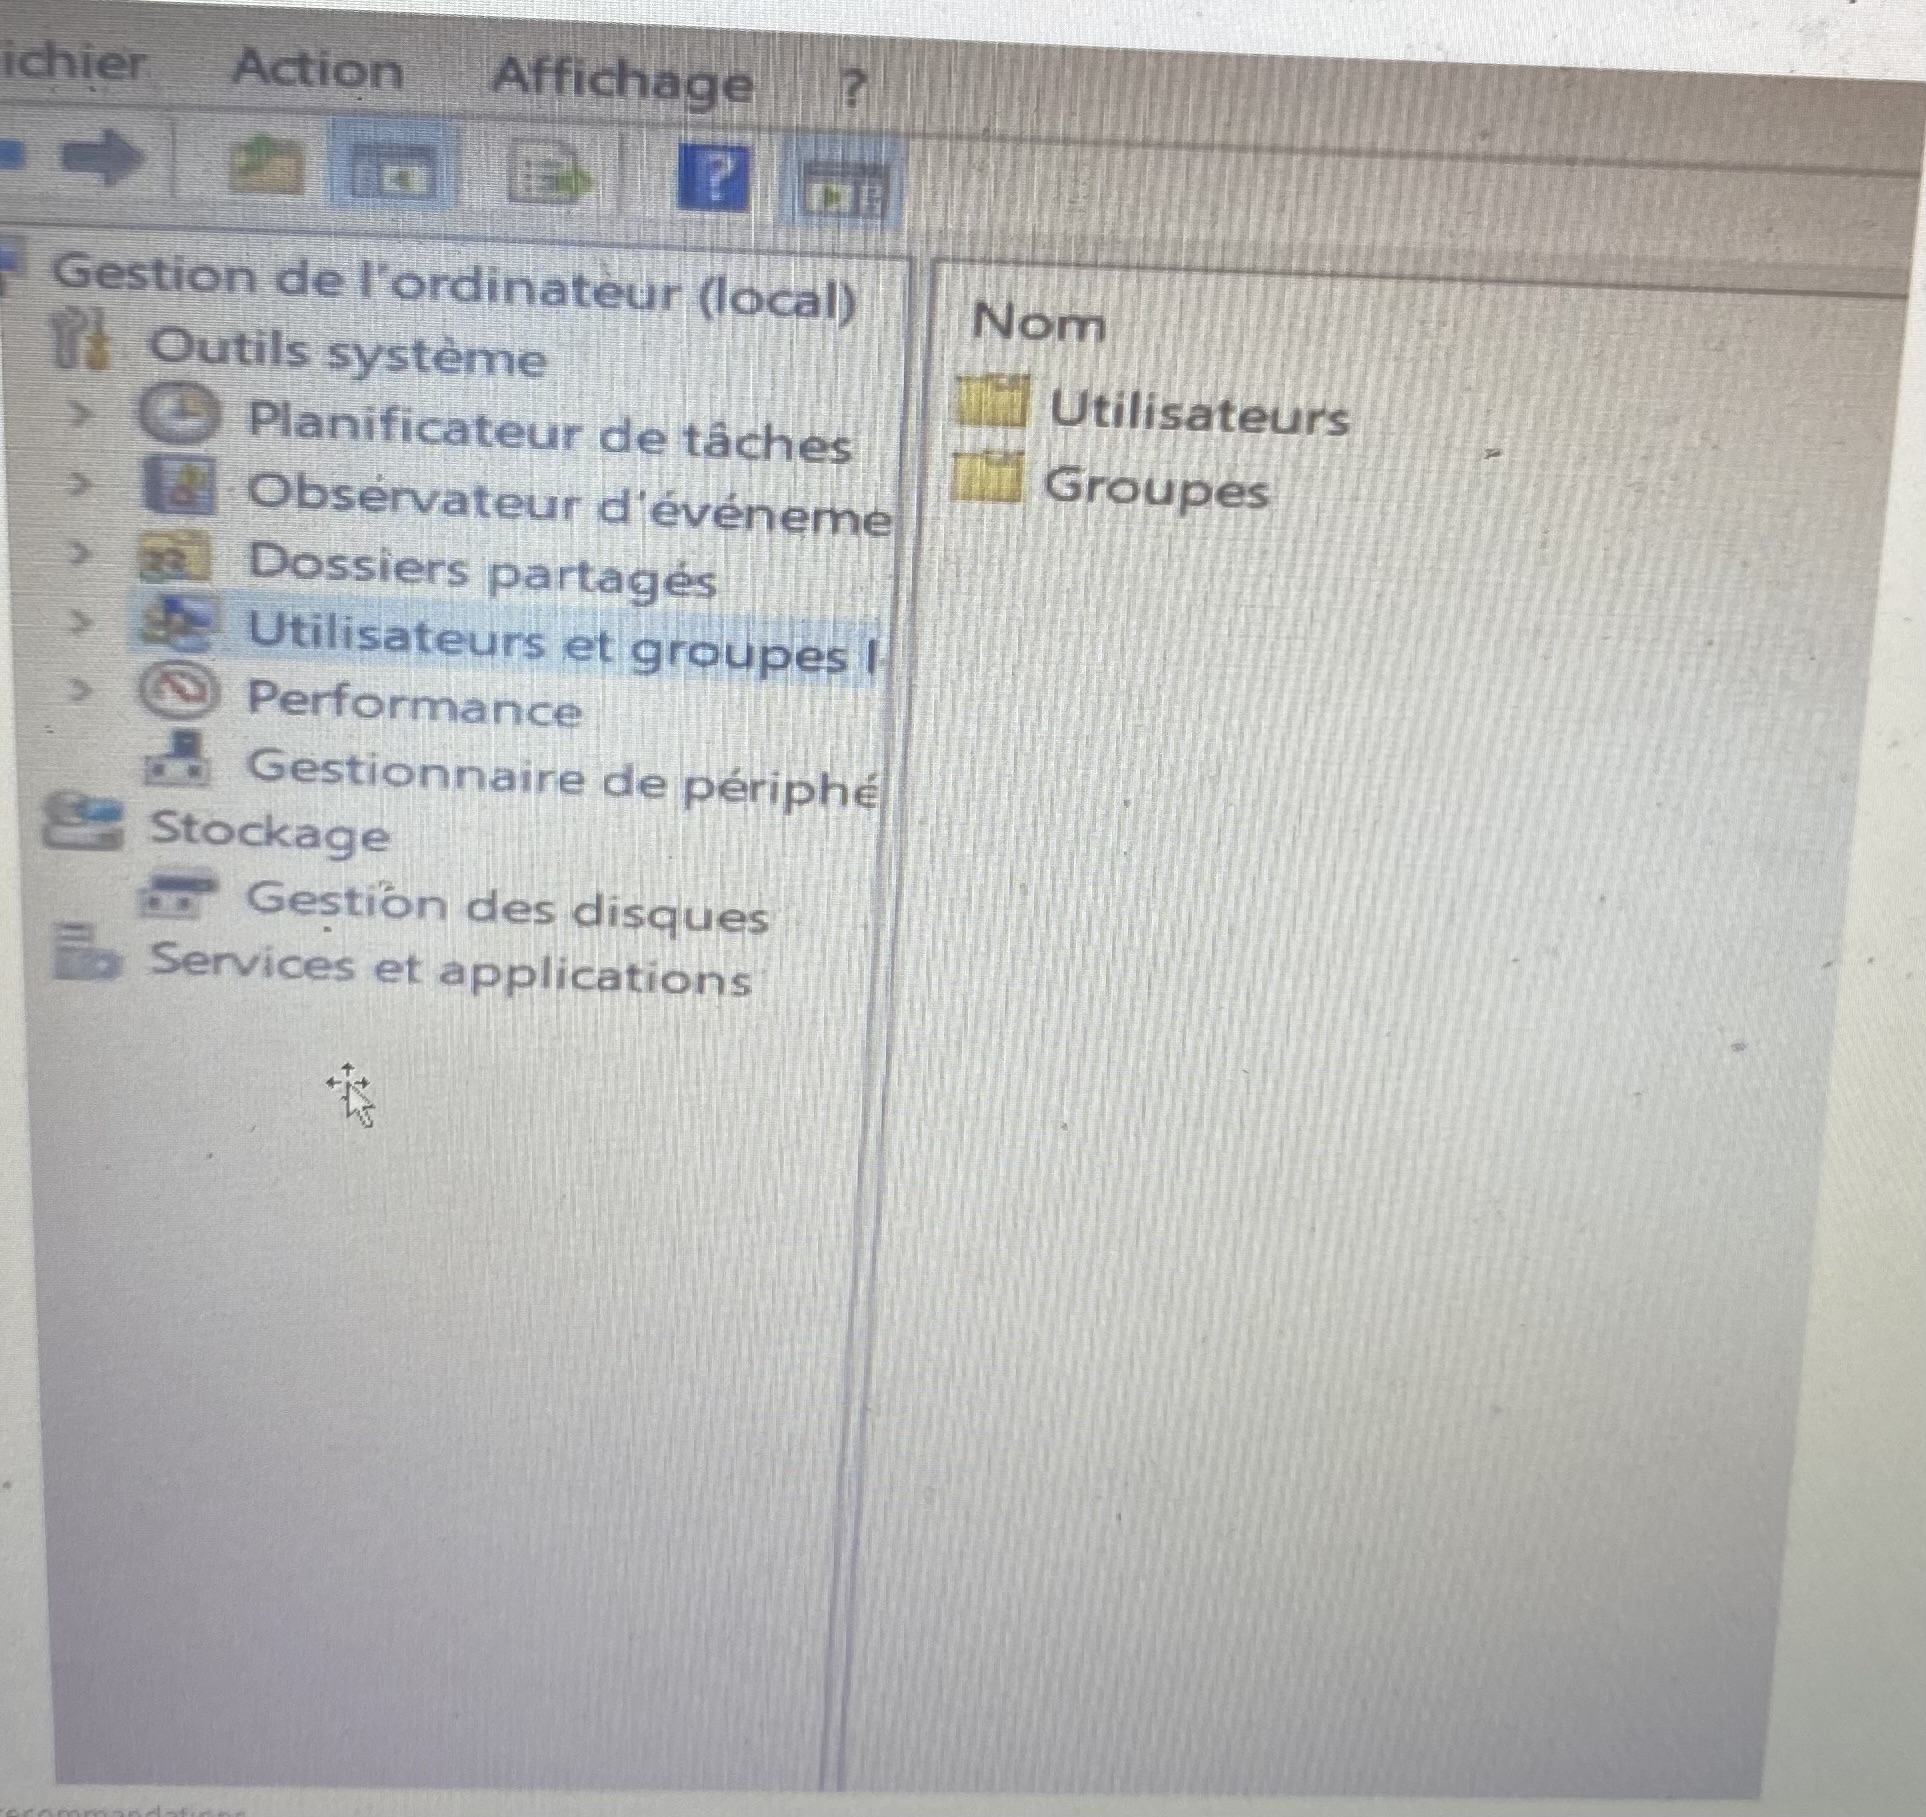 ichier Action Affichage ?
Gestion de l'ordinateur (local)
Outils système
Planificateur de tâches
Observateur d'événeme
Dossiers partagés
Utilisateurs et groupes l
Performance
Gestionnaire de périphé
Stockage
Gestion des disques
Services et applications
Nom
Utilisateurs
Groupes